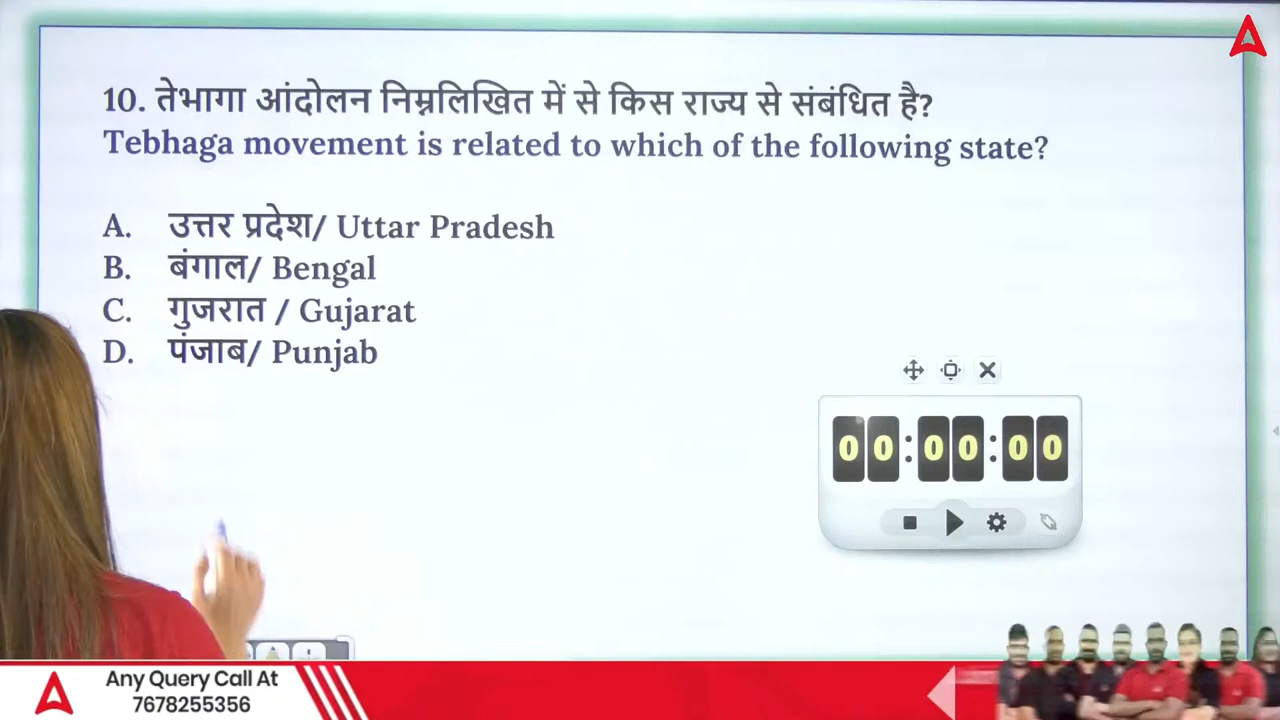 10. तेभागा आंदोलन निम्नलिखित में से किस राज्य से संबंधित है?
Tebhaga movement is related to which of the following state?
A. उत्तर प्रदेश/ Uttar Pradesh
B. बंगाल/ Bengal
C. गुजरात / Gujarat
D. पंजाब/ Punjab
00:00:00
Any Query Call At
7678255356